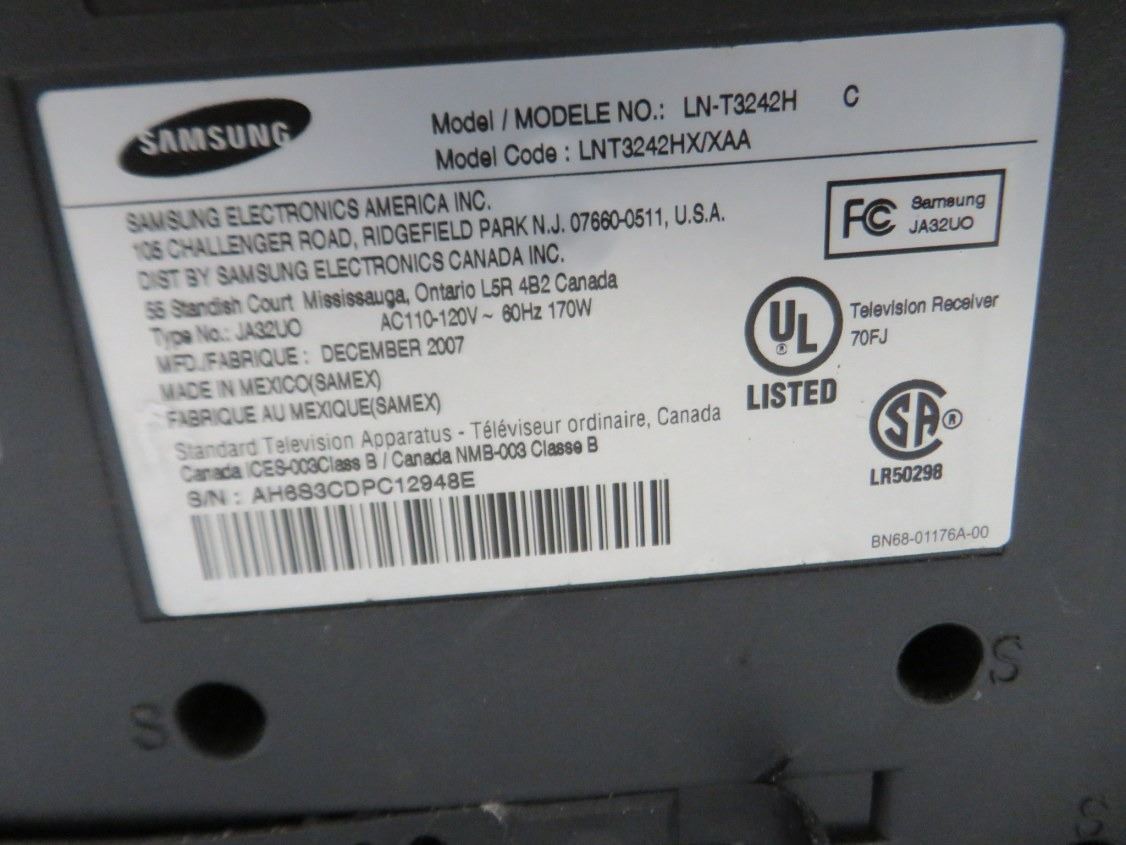 SAMSUNG
Model / MODELE NO.: LN-T3242H C
Model Code : LNT3242HX/XAA
SAMSUNG ELECTRONICS AMERICA INC.
105 CHALLENGER ROAD, RIDGEFIELD PARK N.J. 07660-0511, U.S.A.
DIST BY SAMSUNG ELECTRONICS CANADA INC.
55 Standish Court Mississauga, Ontario L5R 4B2 Canada
Type No.: JA32UO AC110-120V ~ 60Hz 170W
MFD./FABRIQUE : DECEMBER 2007
MADE IN MEXICO(SAMEX)
FABRIQUE AU MEXIQUE(SAMEX)
Standard Television Apparatus - Téléviseur ordinaire, Canada
Canada ICES-003Class B / Canada NMB-003 Classe B
S/N : AH6S3CDPC12948E
FC Samsung
JA32UO
UL ®
LISTED
Television Receiver
70FJ
SA ®
LR50298
BN68-01176A-00
S
S
S